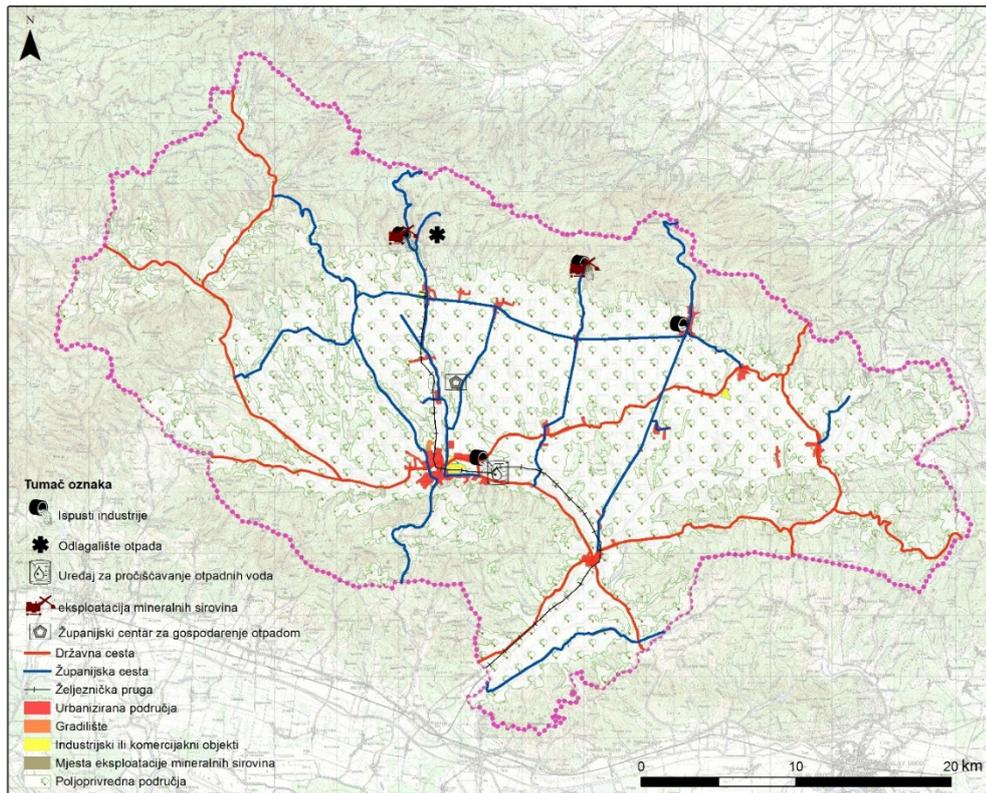 N
Tumač oznaka
Ispusti industrije
Odlagalište otpada
Uređaj za pročišćavanje otpadnih voda
eksploatacija mineralnih sirovina
Županijski centar za gospodarenje otpadom
Državna cesta
Županijska cesta
Željeznička pruga
Urbanizirana područja
Gradilište
Industrijski ili komercijakni objekti
Mjesta eksploatacije mineralnih sirovina
Poljoprivredna područja
0 10 20 km